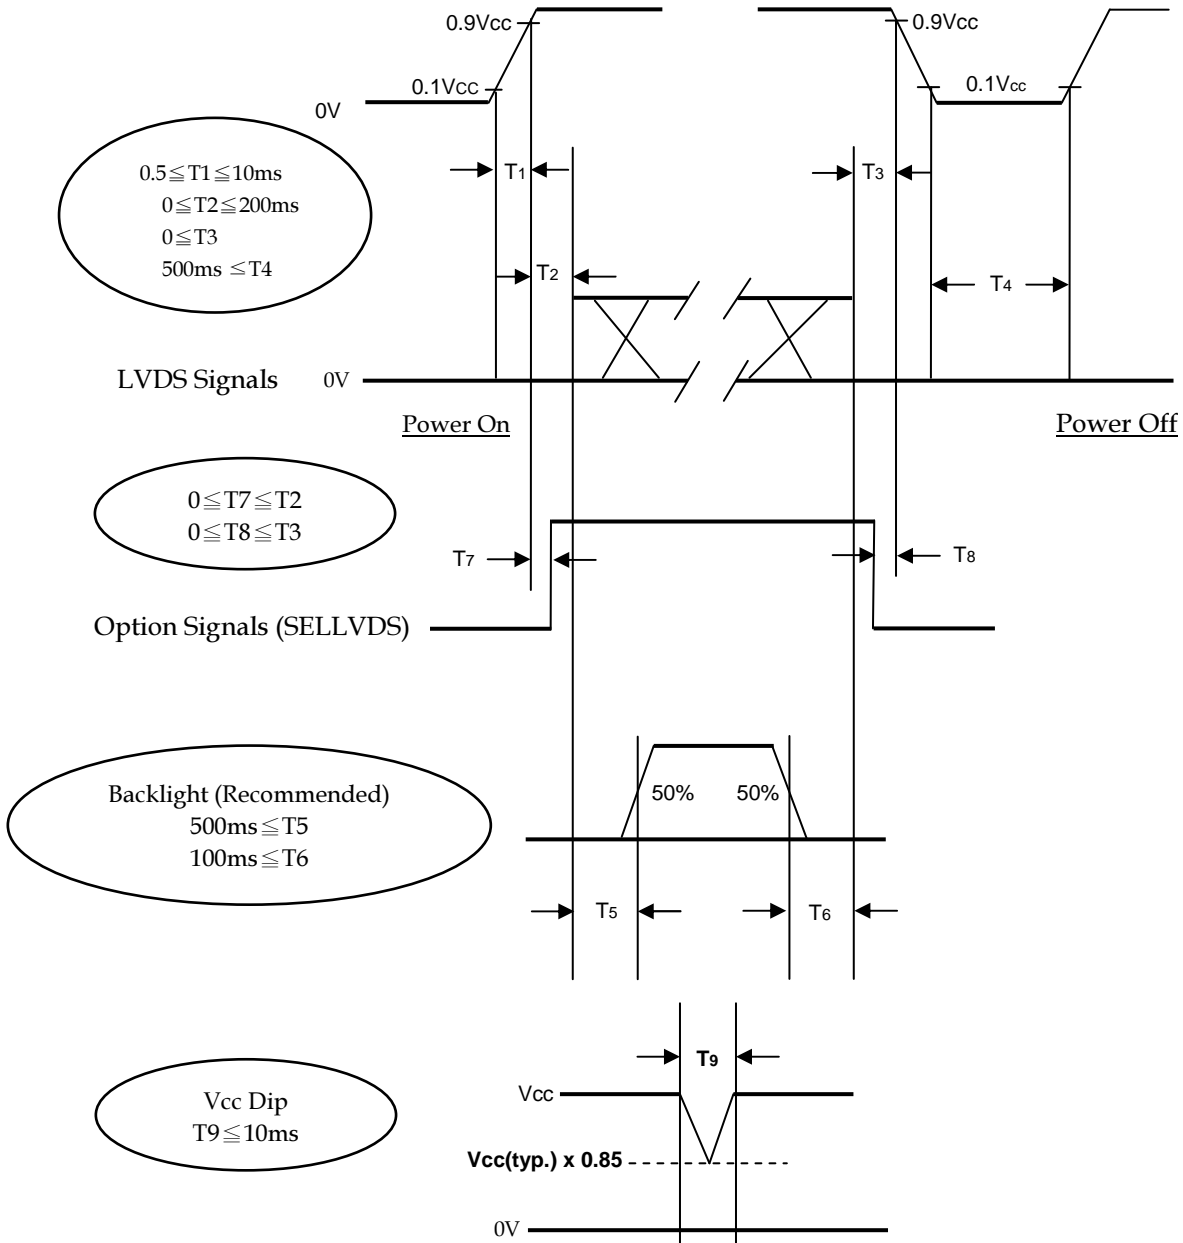 0.9Vcc
0.9Vcc
0.1Vcc
0.1Vcc
0V
0.5≦T1≦10ms
0≦T2≦200ms
0≦T3
500ms ≤T4
T1
T3
T2
T4
LVDS Signals
0V
Power On
Power Off
0≦T7≦T2
0≦T8≦T3
T7
T8
Option Signals (SELLVDS)
Backlight (Recommended)
500ms≦T5
100ms≦T6
50%
50%
T5
T6
T9
Vcc Dip
T9≦10ms
Vcc
Vcc(typ.) x 0.85
0V